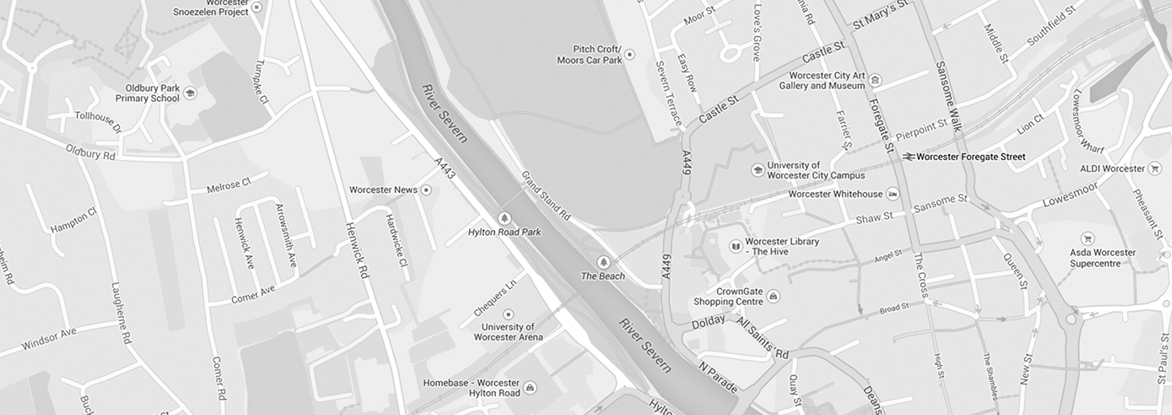 Worcester
Snoezelen Project
Moor St
Love's Grove
St Mary's St
Middle St
Southfield St
Pitch Croft/
Moors Car Park
Castle St
Easy Row
Severn Terrace
Turnpike Cl
Oldbury Park
Primary School
River Severn
Worcester City Art
Gallery and Museum
Sansome Walk
Lowesmoor Wharf
Tollhouse Dr
Castle St
Foregate St
Farrier St
Pierpoint St
Lion Ct
Oldbury Rd
A443
A449
Worcester Foregate Street
Melrose Cl
Worcester News
Grand Stand Rd
University of
Worcester City Campus
ALDI Worcester
Worcester Whitehouse
Lowesmoor
Pheasant St
Hampton Cl
Henwick Ave
Arrowsmith Ave
Hardwicke Cl
Hylton Road Park
Shaw St
Sansome St
Henwick Rd
Worcester Library
- The Hive
Angel St
Queen St
Asda Worcester
Supercentre
The Beach
A449
The Cross
Comer Ave
Chequers Ln
CrownGate
Shopping Centre
Broad St
Laugherne Rd
Windsor Ave
University of
Worcester Arena
River Severn
Dolday
All Saints' Rd
Comer Rd
Homebase - Worcester
Hylton Road
N Parade
Quay St
High St
The Shambles
New St
St Paul's St
Deans
Hylto